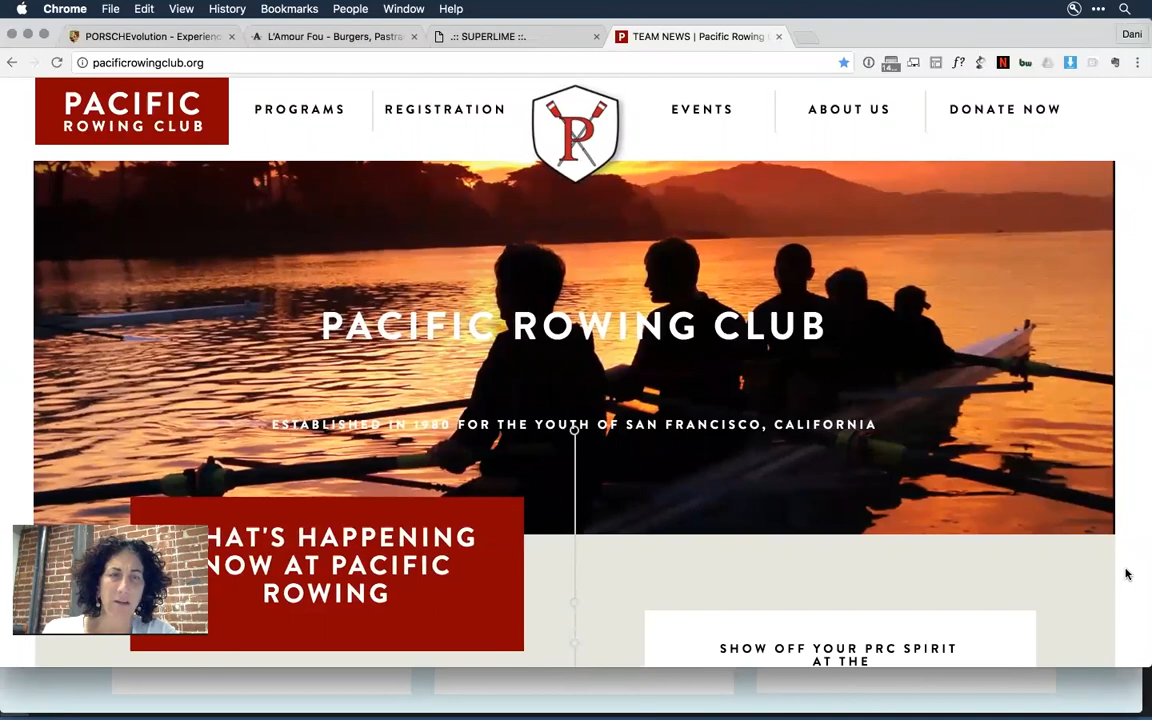 Chrome File Edit View History Bookmarks People Window Help
PORSCHEvolution - Experienc L'Amour Fou - Burgers, Pastra .:: SUPERLIME ::. TEAM NEWS | Pacific Rowing Dani
pacificrowingclub.org
PACIFIC
ROWING CLUB
PROGRAMS REGISTRATION P EVENTS ABOUT US DONATE NOW
PACIFIC ROWING CLUB
ESTABLISHED IN 1980 FOR THE YOUTH OF SAN FRANCISCO, CALIFORNIA
HAT'S HAPPENING
NOW AT PACIFIC
ROWING
SHOW OFF YOUR PRC SPIRIT
AT THE